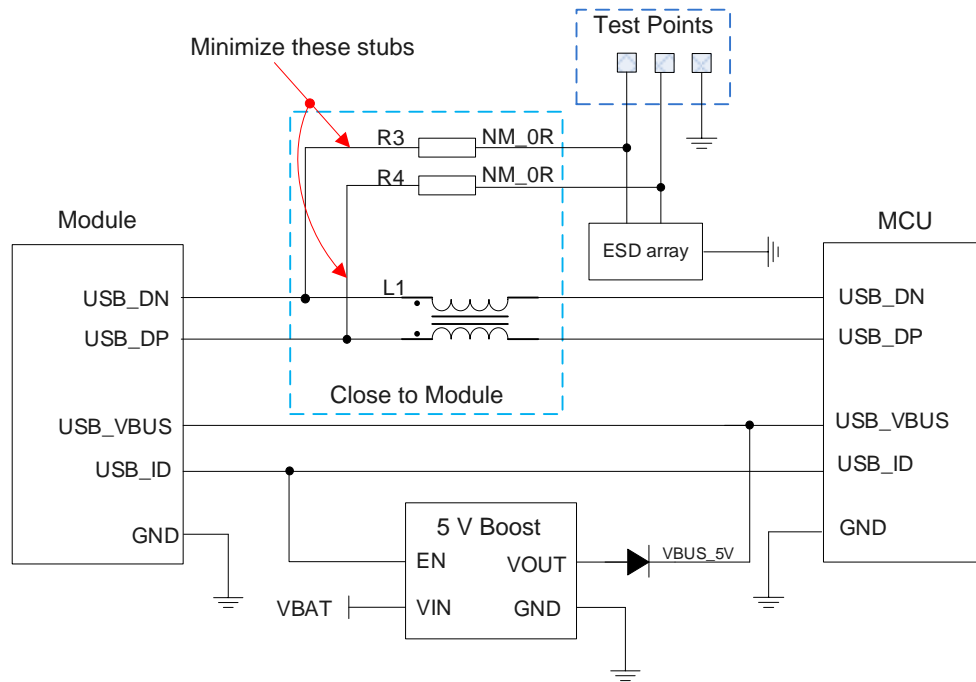 Test Points
Minimize these stubs
R3 NM_0R
R4 NM_0R
Module
MCU
ESD array
USB_DN
L1
USB_DN
USB_DP
USB_DP
Close to Module
USB_VBUS
USB_VBUS
USB_ID
USB_ID
GND
GND
5 V Boost
EN
VOUT
VBUS_5V
VBAT
VIN
GND